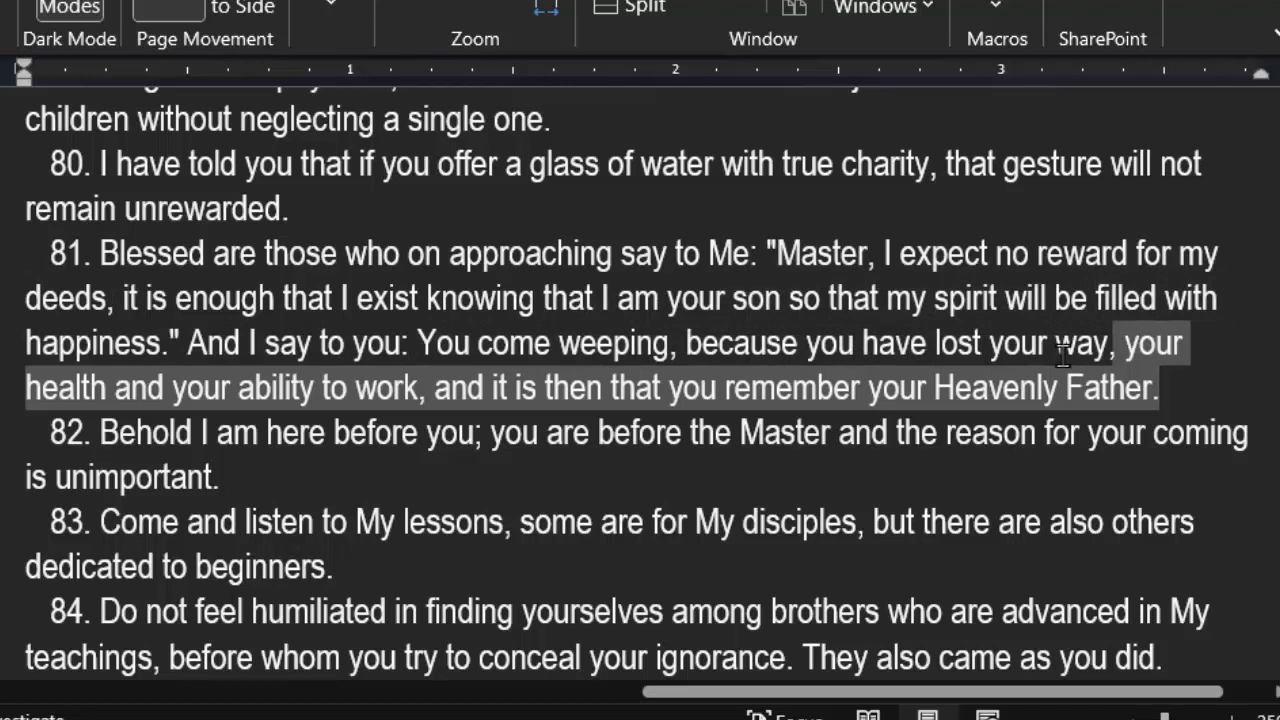 Modes
to Side
Split
Windows
Dark Mode
Page Movement
Zoom
Window
Macros
SharePoint
1
2
3
children without neglecting a single one.
80. I have told you that if you offer a glass of water with true charity, that gesture will not
remain unrewarded.
81. Blessed are those who on approaching say to Me: "Master, I expect no reward for my
deeds, it is enough that I exist knowing that I am your son so that my spirit will be filled with
happiness." And I say to you: You come weeping, because you have lost your way, your
health and your ability to work, and it is then that you remember your Heavenly Father.
82. Behold I am here before you; you are before the Master and the reason for your coming
is unimportant.
83. Come and listen to My lessons, some are for My disciples, but there are also others
dedicated to beginners.
84. Do not feel humiliated in finding yourselves among brothers who are advanced in My
teachings, before whom you try to conceal your ignorance. They also came as you did.
Focus